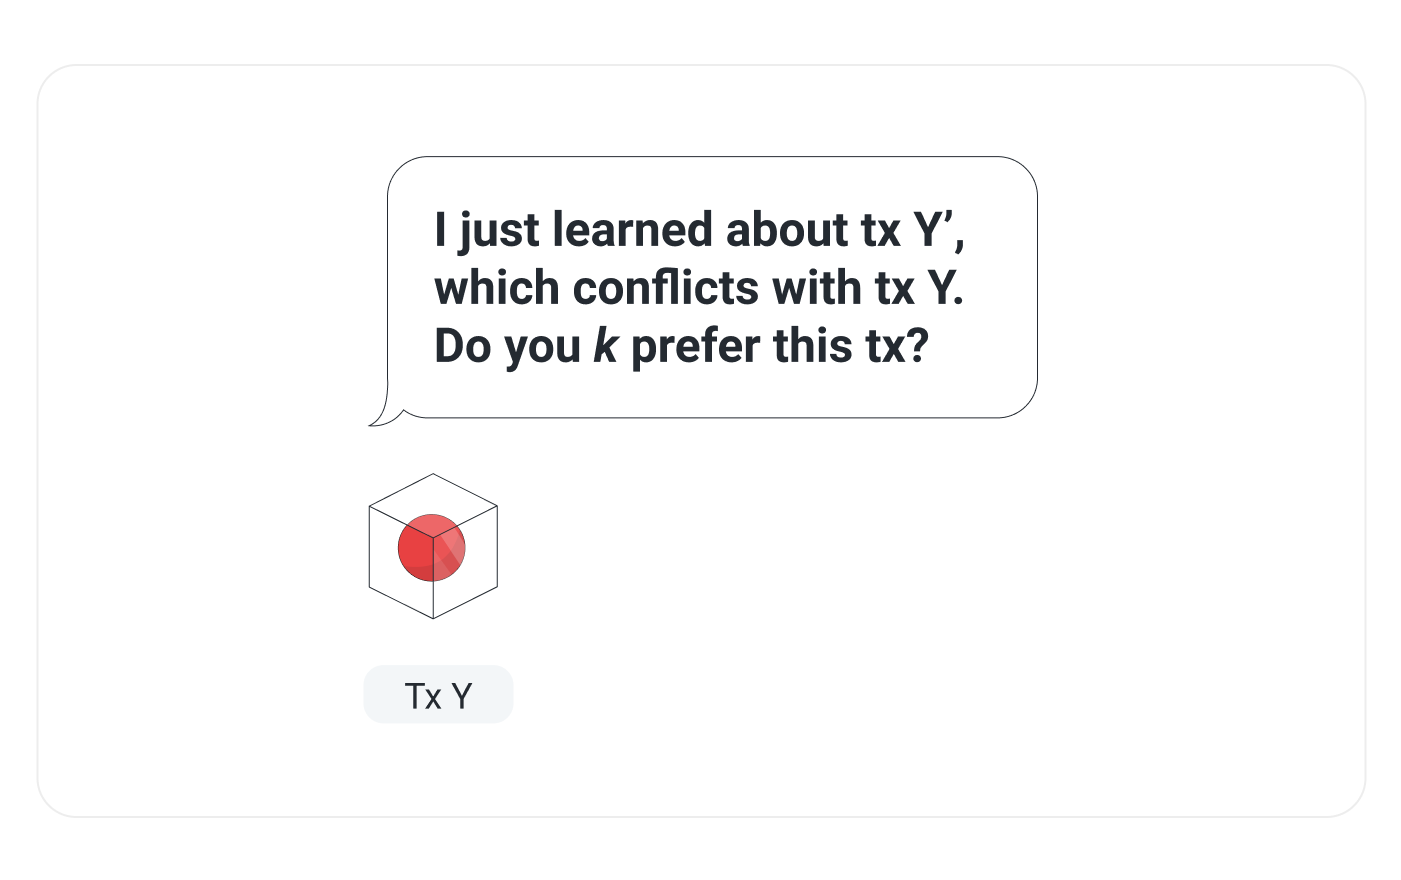 I just learned about tx Y’,
which conflicts with tx Y.
Do you k prefer this tx?
Tx Y